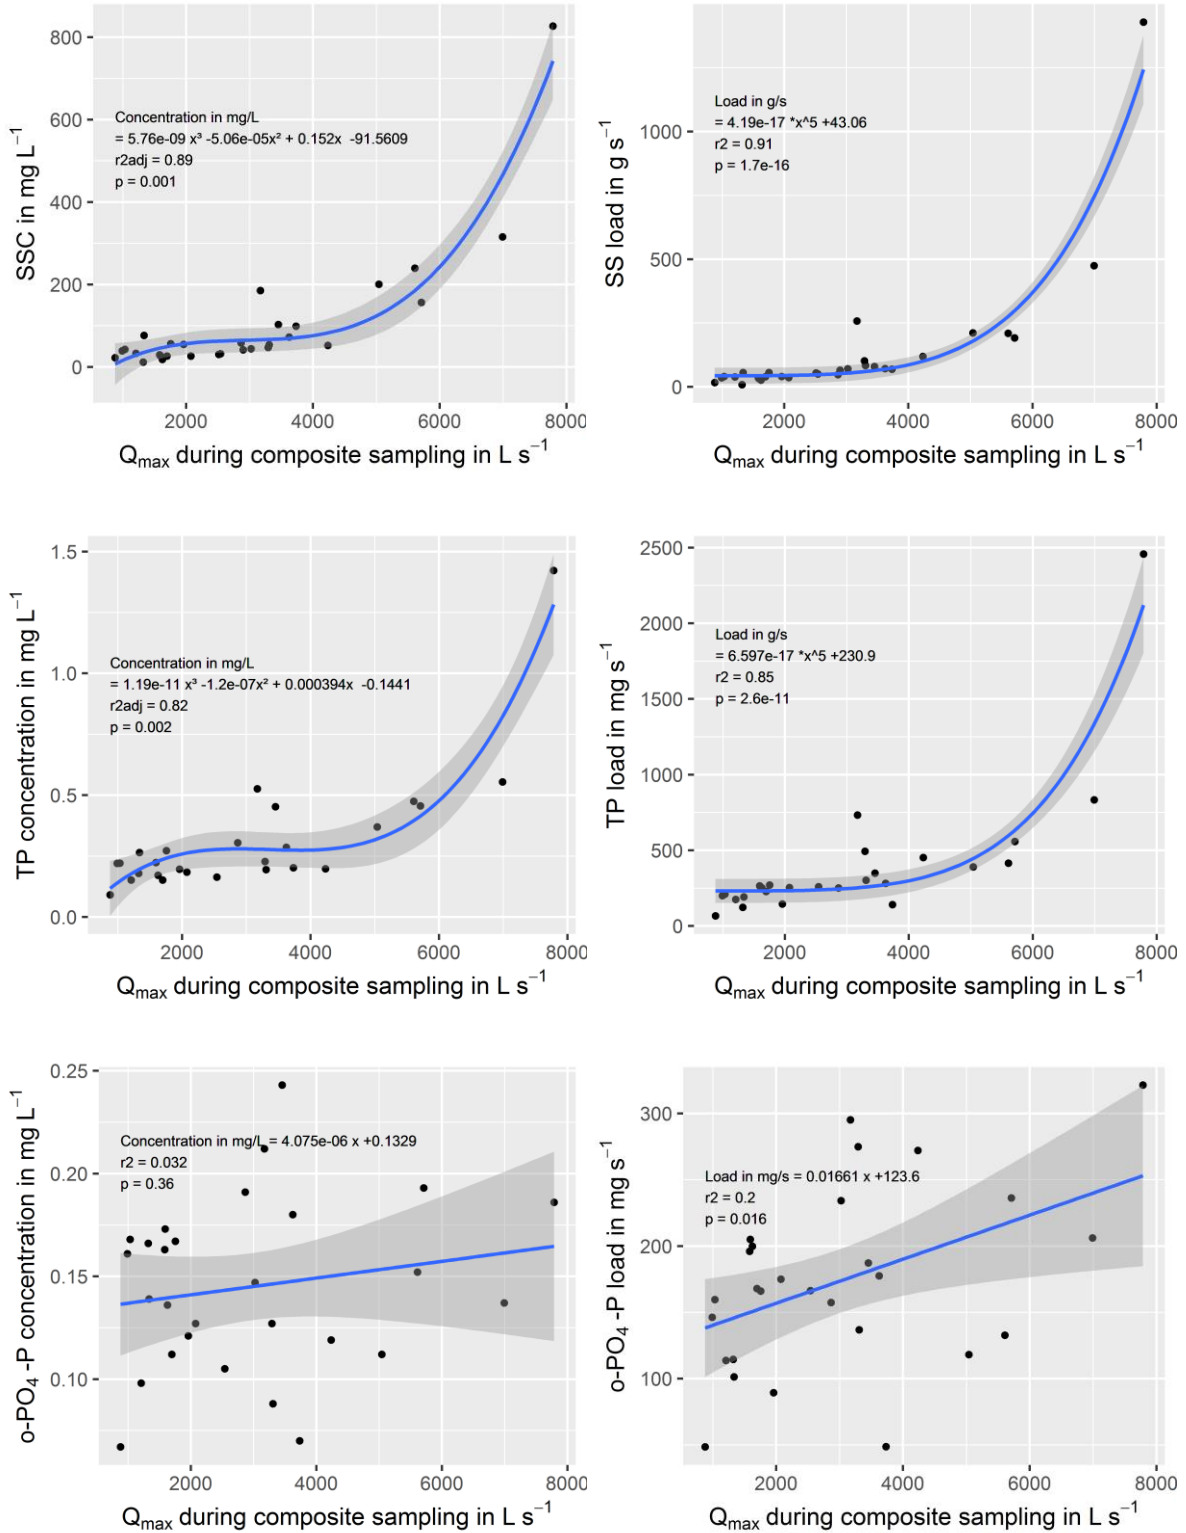 SSC in mg L⁻¹
800
600
400
200
0
Concentration in mg/L
= 5.76e-09 x³ -5.06e-05x² + 0.152x -91.5609
r2adj = 0.89
p = 0.001
2000 4000 6000 8000
Qmax during composite sampling in L s⁻¹
SS load in g s⁻¹
1000
500
0
Load in g/s
= 4.19e-17 *x^5 +43.06
r2 = 0.91
p = 1.7e-16
2000 4000 6000 8000
Qmax during composite sampling in L s⁻¹
TP concentration in mg L⁻¹
1.5
1.0
0.5
0.0
Concentration in mg/L
= 1.19e-11 x³ -1.2e-07x² + 0.000394x -0.1441
r2adj = 0.82
p = 0.002
2000 4000 6000 8000
Qmax during composite sampling in L s⁻¹
TP load in mg s⁻¹
2500
2000
1500
1000
500
0
Load in g/s
= 6.597e-17 *x^5 +230.9
r2 = 0.85
p = 2.6e-11
2000 4000 6000 8000
Qmax during composite sampling in L s⁻¹
o-PO₄ -P concentration in mg L⁻¹
0.25
0.20
0.15
0.10
Concentration in mg/L = 4.075e-06 x +0.1329
r2 = 0.032
p = 0.36
2000 4000 6000 8000
Qmax during composite sampling in L s⁻¹
o-PO₄ -P load in mg s⁻¹
300
200
100
Load in mg/s = 0.01661 x +123.6
r2 = 0.2
p = 0.016
2000 4000 6000 8000
Qmax during composite sampling in L s⁻¹